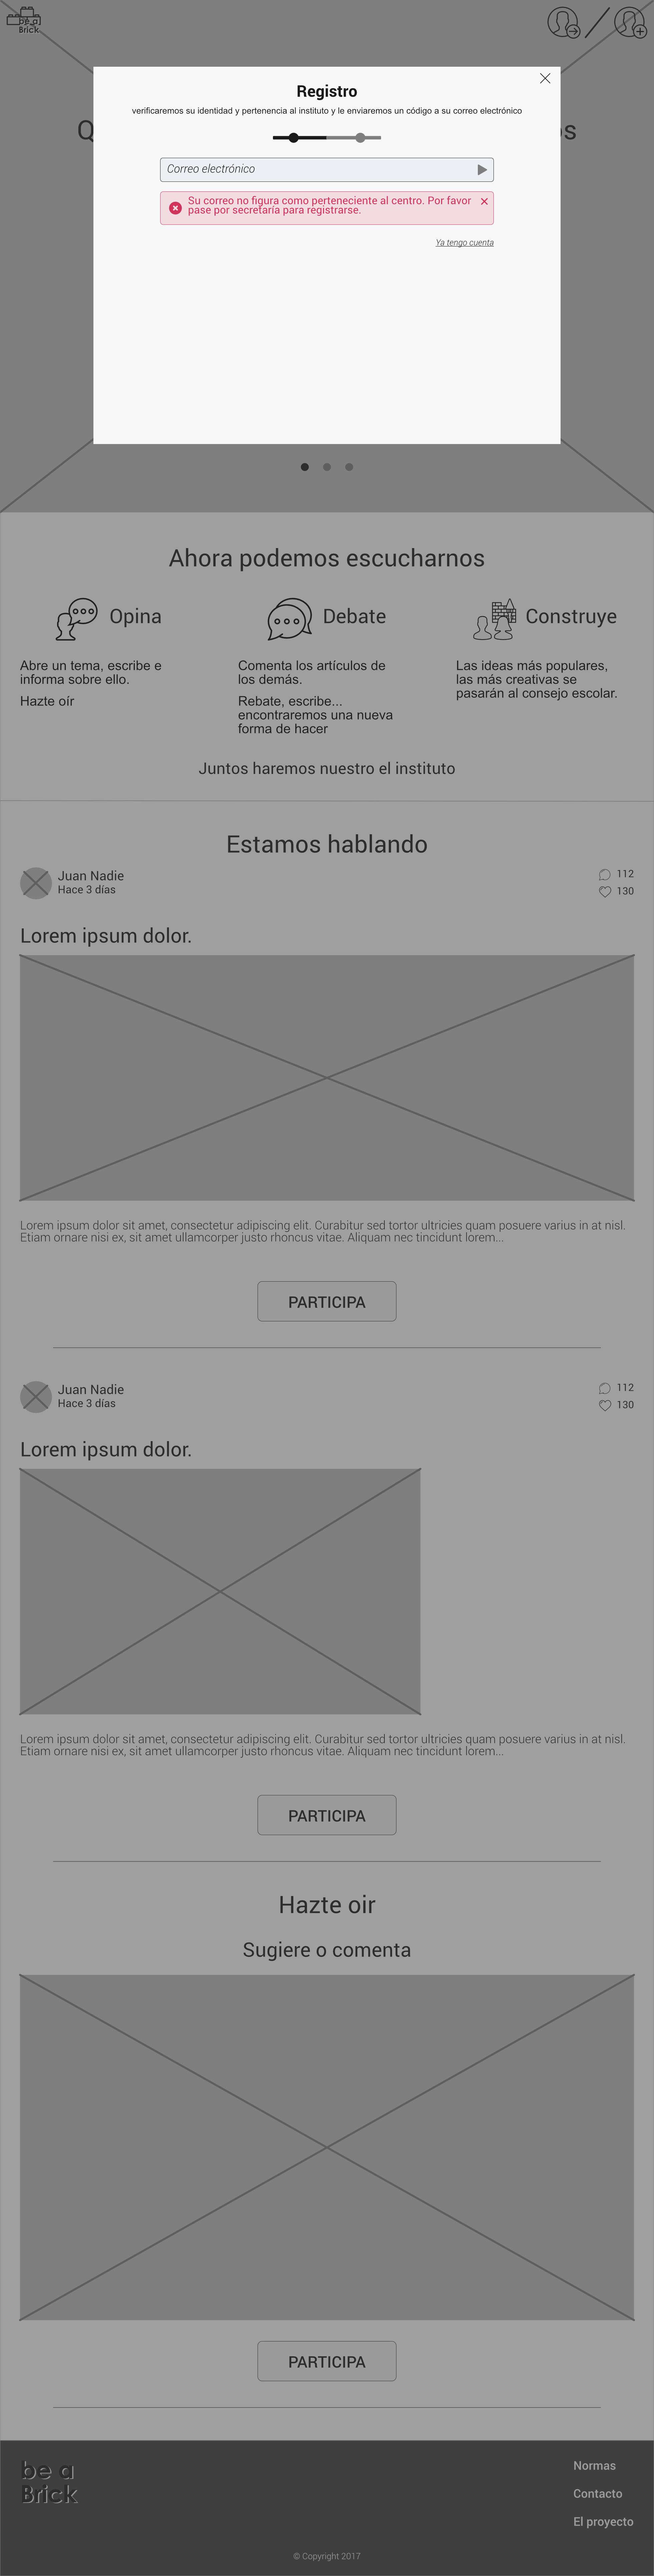 be a
Brick
Registro
verificaremos su identidad y pertenencia al instituto y le enviaremos un código a su correo electrónico
Correo electrónico
Su correo no figura como perteneciente al centro. Por favor
pase por secretaría para registrarse.
Ya tengo cuenta
Ahora podemos escucharnos
Opina
Abre un tema, escribe e
informa sobre ello.
Hazte oír
Debate
Comenta los artículos de
los demás.
Rebate, escribe...
encontraremos una nueva
forma de hacer
Construye
Las ideas más populares,
las más creativas se
pasarán al consejo escolar.
Juntos haremos nuestro el instituto
Estamos hablando
Juan Nadie
Hace 3 días
112
130
Lorem ipsum dolor.
Lorem ipsum dolor sit amet, consectetur adipiscing elit. Curabitur sed tortor ultricies quam posuere varius in at nisl.
Etiam ornare nisi ex, sit amet ullamcorper justo rhoncus vitae. Aliquam nec tincidunt lorem...
PARTICIPA
Juan Nadie
Hace 3 días
112
130
Lorem ipsum dolor.
Lorem ipsum dolor sit amet, consectetur adipiscing elit. Curabitur sed tortor ultricies quam posuere varius in at nisl.
Etiam ornare nisi ex, sit amet ullamcorper justo rhoncus vitae. Aliquam nec tincidunt lorem...
PARTICIPA
Hazte oir
Sugiere o comenta
PARTICIPA
be a
Brick
Normas
Contacto
El proyecto
© Copyright 2017